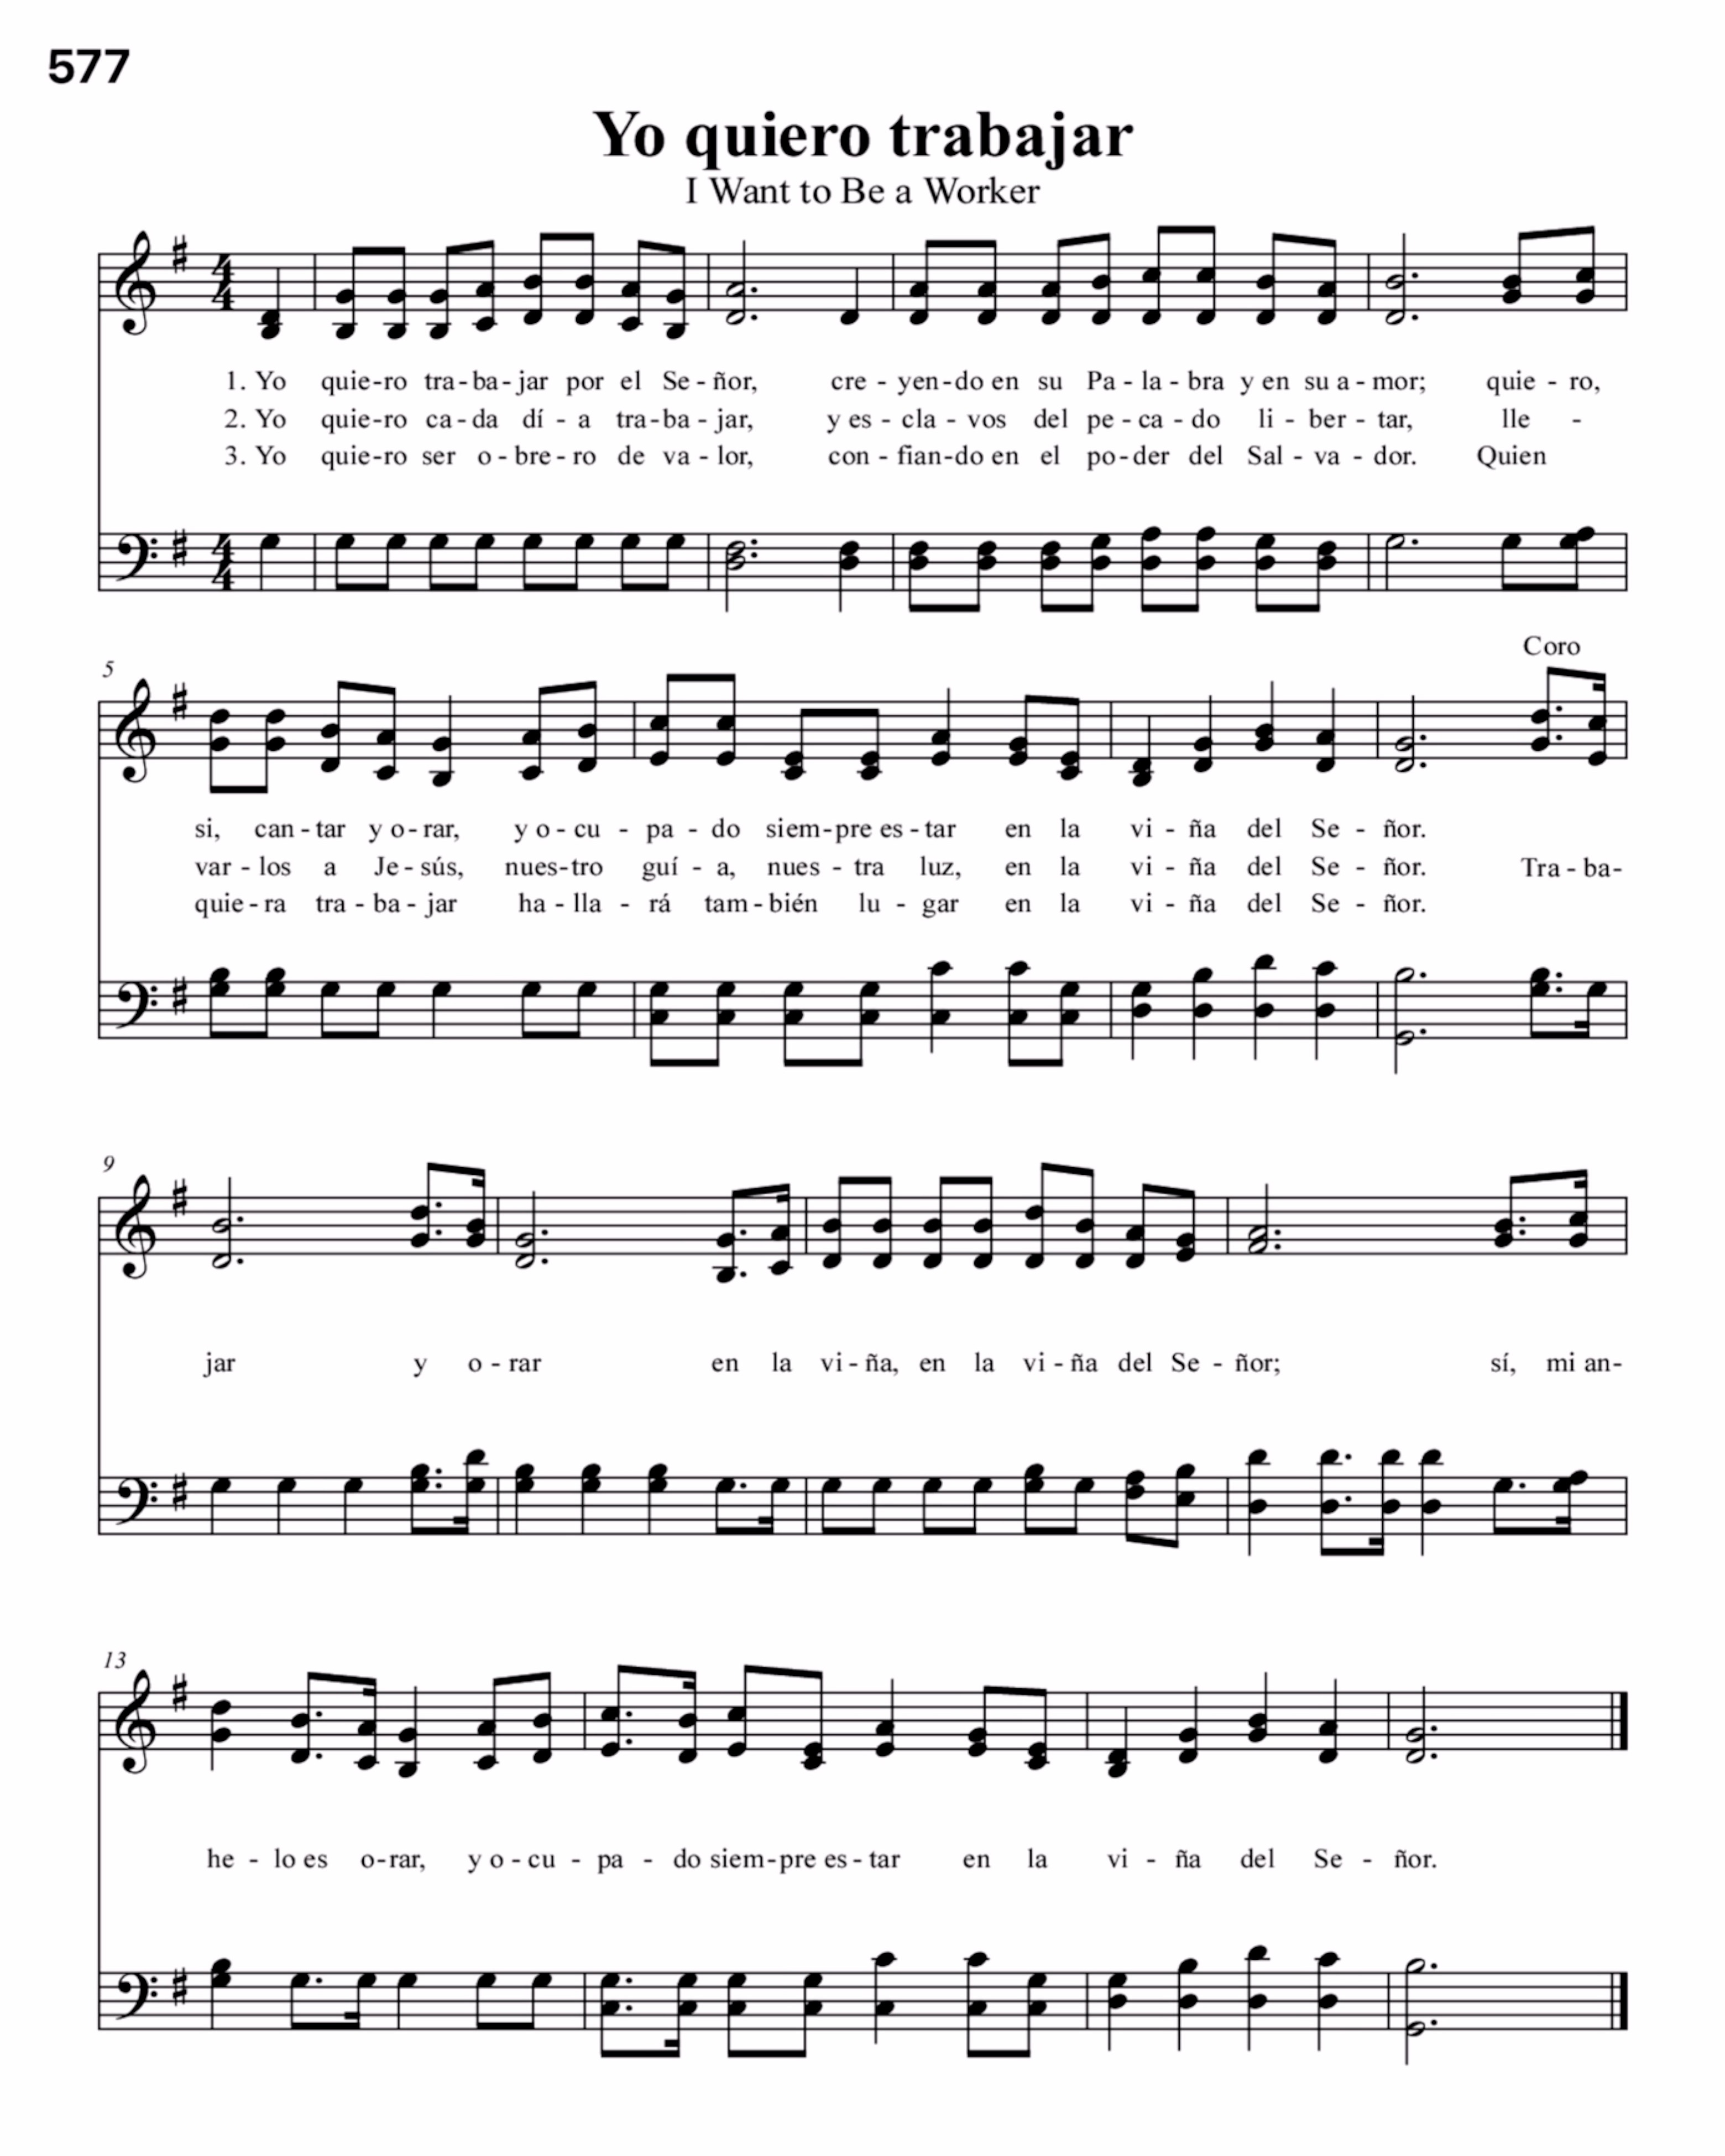 577
Yo quiero trabajar
I Want to Be a Worker
1. Yo quie-ro tra-ba-jar por el Se-ñor, cre-yen-do en su Pa-la-bra y en su a-mor; quie-ro,
2. Yo quie-ro ca-da dí-a tra-ba-jar, y es-cla-vos del pe-ca-do li-ber-tar, lle-
3. Yo quie-ro ser o-bre-ro de va-lor, con-fian-do en el po-der del Sal-va-dor. Quien
Coro
5
si, can-tar y o-rar, y o-cu-pa-do siem-pre es-tar en la vi-ña del Se-ñor.
var-los a Je-sús, nues-tro guí-a, nues-tra luz, en la vi-ña del Se-ñor. Tra-ba-
quie-ra tra-ba-jar ha-lla-rá tam-bién lu-gar en la vi-ña del Se-ñor.
9
jar y o-rar en la vi-ña, en la vi-ña del Se-ñor; sí, mi an-
13
he-lo es o-rar, y o-cu-pa-do siem-pre es-tar en la vi-ña del Se-ñor.